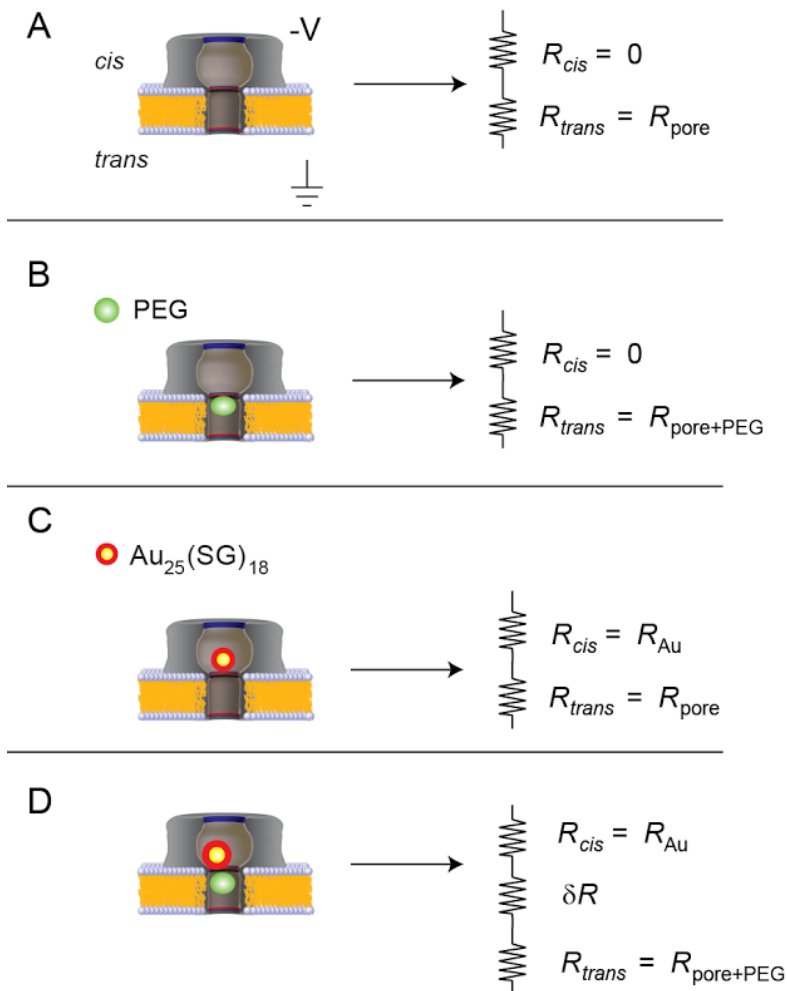 A
-V
cis
trans
R_cis = 0
R_trans = R_pore
B
PEG
R_cis = 0
R_trans = R_pore+PEG
C
Au₂₅(SG)₁₈
R_cis = R_Au
R_trans = R_pore
D
R_cis = R_Au
δR
R_trans = R_pore+PEG